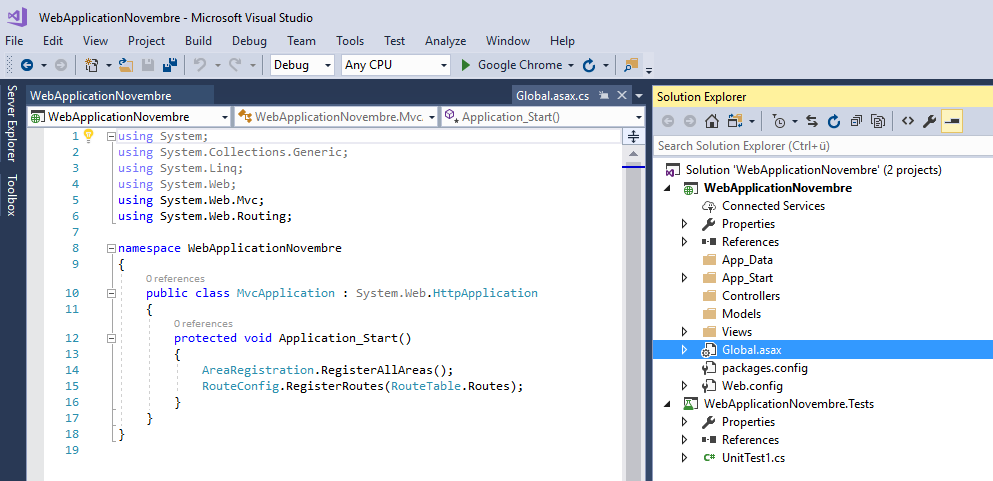 WebApplicationNovembre - Microsoft Visual Studio
File Edit View Project Build Debug Team Tools Test Analyze Window Help
Debug Any CPU Google Chrome
Server Explorer
Toolbox
WebApplicationNovembre Global.asax.cs
WebApplicationNovembre WebApplicationNovembre.Mvc. Application_Start()
1 using System;
2 using System.Collections.Generic;
3 using System.Linq;
4 using System.Web;
5 using System.Web.Mvc;
6 using System.Web.Routing;
7
8 namespace WebApplicationNovembre
9 {
0 references
10 public class MvcApplication : System.Web.HttpApplication
11 {
0 references
12 protected void Application_Start()
13 {
14 AreaRegistration.RegisterAllAreas();
15 RouteConfig.RegisterRoutes(RouteTable.Routes);
16 }
17 }
18 }
19
Solution Explorer
Search Solution Explorer (Ctrl+ü)
Solution 'WebApplicationNovembre' (2 projects)
WebApplicationNovembre
Connected Services
Properties
References
App_Data
App_Start
Controllers
Models
Views
Global.asax
packages.config
Web.config
WebApplicationNovembre.Tests
Properties
References
C# UnitTest1.cs